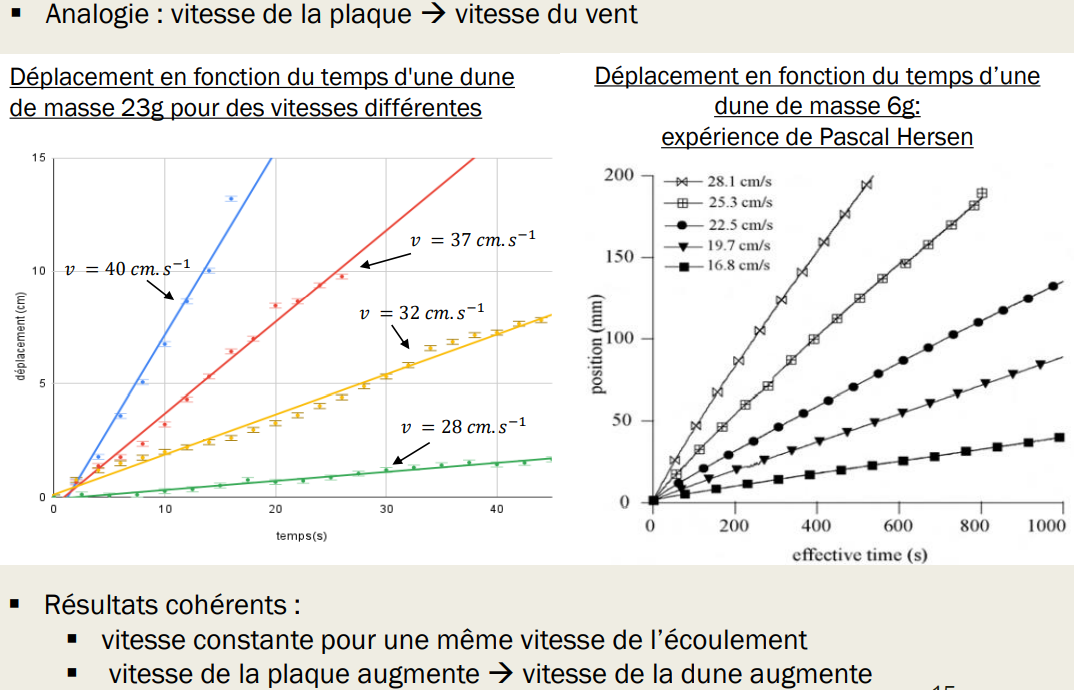 ▪ Analogie : vitesse de la plaque → vitesse du vent
Déplacement en fonction du temps d'une dune
de masse 23g pour des vitesses différentes
15
10
5
0
0
10
20
30
40
déplacement (cm)
temps(s)
v = 40 cm.s⁻¹
v = 37 cm.s⁻¹
v = 32 cm.s⁻¹
v = 28 cm.s⁻¹
Déplacement en fonction du temps d’une
dune de masse 6g:
expérience de Pascal Hersen
200
150
100
50
0
0
200
400
600
800
1000
position (mm)
effective time (s)
28.1 cm/s
25.3 cm/s
22.5 cm/s
19.7 cm/s
16.8 cm/s
▪ Résultats cohérents :
▪ vitesse constante pour une même vitesse de l’écoulement
▪ vitesse de la plaque augmente → vitesse de la dune augmente